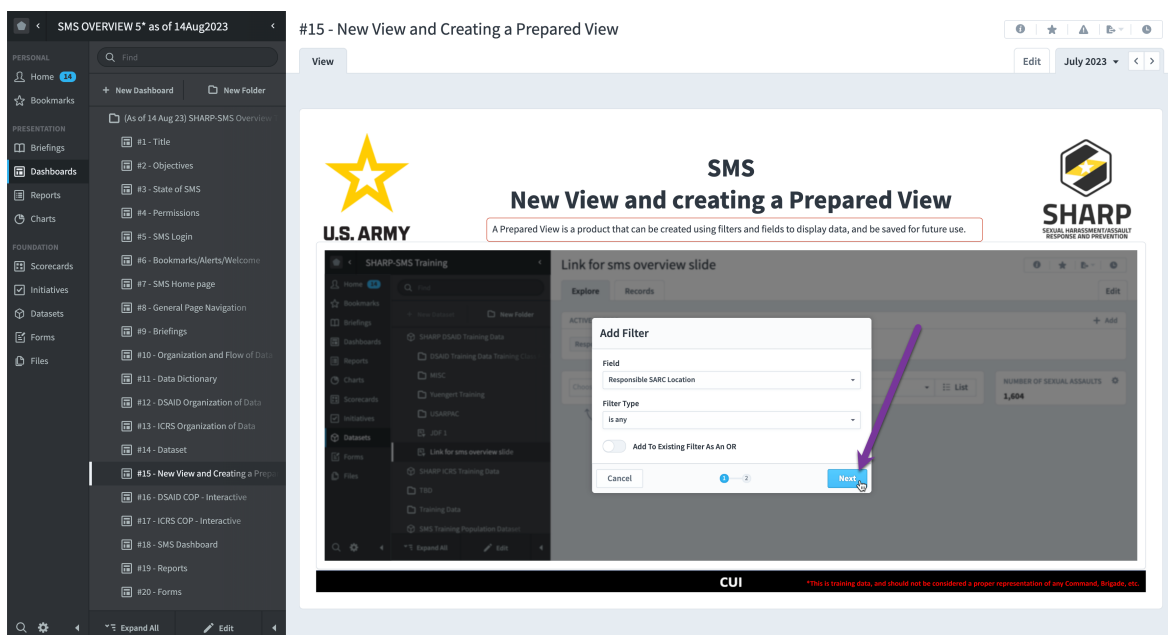 SMS OVERVIEW 5* as of 14Aug2023
PERSONAL
Home 14
Bookmarks
PRESENTATION
Briefings
Dashboards
Reports
Charts
FOUNDATION
Scorecards
Initiatives
Datasets
Forms
Files
Find
+ New Dashboard
New Folder
(As of 14 Aug 23) SHARP-SMS Overview
#1 - Title
#2 - Objectives
#3 - State of SMS
#4 - Permissions
#5 - SMS Login
#6 - Bookmarks/Alerts/Welcome
#7 - SMS Home page
#8 - General Page Navigation
#9 - Briefings
#10 - Organization and Flow of Data
#11 - Data Dictionary
#12 - DSAID Organization of Data
#13 - ICRS Organization of Data
#14 - Dataset
#15 - New View and Creating a Prepa
#16 - DSAID COP - Interactive
#17 - ICRS COP - Interactive
#18 - SMS Dashboard
#19 - Reports
#20 - Forms
Expand All
Edit
#15 - New View and Creating a Prepared View
View
Edit
July 2023
U.S. ARMY
SMS
New View and creating a Prepared View
A Prepared View is a product that can be created using filters and fields to display data, and be saved for future use.
SHARP
SEXUAL HARASSMENT/ASSAULT
RESPONSE AND PREVENTION
SHARP-SMS Training
Home
Bookmarks
Briefings
Dashboards
Reports
Charts
Scorecards
Initiatives
Datasets
Forms
Files
Find
New Folder
SHARP DSAID Training Data
DSAID Training Data Training
MISC
Yuengert Training
USARPAC
JDF 1
Link for sms overview slide
SHARP ICRS Training Data
TBD
Training Data
SMS Training Population Dataset
Expand All
Edit
Link for sms overview slide
Explore
Records
Edit
+ Add
List
NUMBER OF SEXUAL ASSAULTS
1,604
Add Filter
Field
Responsible SARC Location
Filter Type
is any
Add To Existing Filter As An OR
Cancel
1
2
Next
CUI
*This is training data, and should not be considered a proper representation of any Command, Brigade, etc.